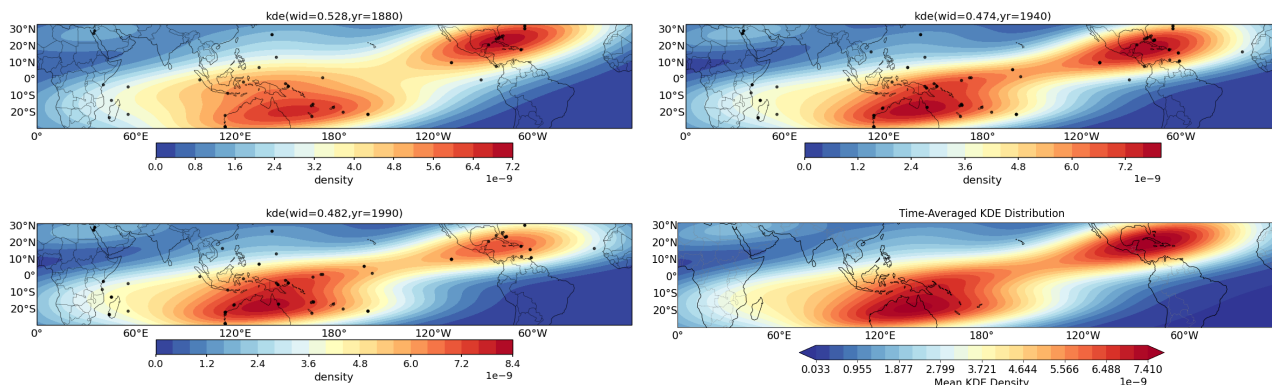 kde(wid=0.528,yr=1880)
30°N
20°N
10°N
0°
10°S
20°S
0° 120°E 180° 120°W 60°W
0.0 0.8 1.6 2.4 3.2 4.0 4.8 5.6 6.4 7.2
density 1e-9
kde(wid=0.474,yr=1940)
30°N
20°N
10°N
0°
10°S
20°S
0° 60°E 120°E 180° 120°W 60°W
0.0 1.2 2.4 3.6 4.8 6.0 7.2
density 1e-9
kde(wid=0.482,yr=1990)
30°N
20°N
10°N
0°
10°S
20°S
0° 60°E 120°E 180° 120°W 60°W
0.0 1.2 2.4 3.6 4.8 6.0 7.2 8.4
density 1e-9
Time-Averaged KDE Distribution
30°N
20°N
10°N
0°
10°S
20°S
0° 60°E 120°E 180° 120°W 60°W
0.033 0.955 1.877 2.799 3.721 4.644 5.566 6.488 7.410
Mean KDE Density 1e-9